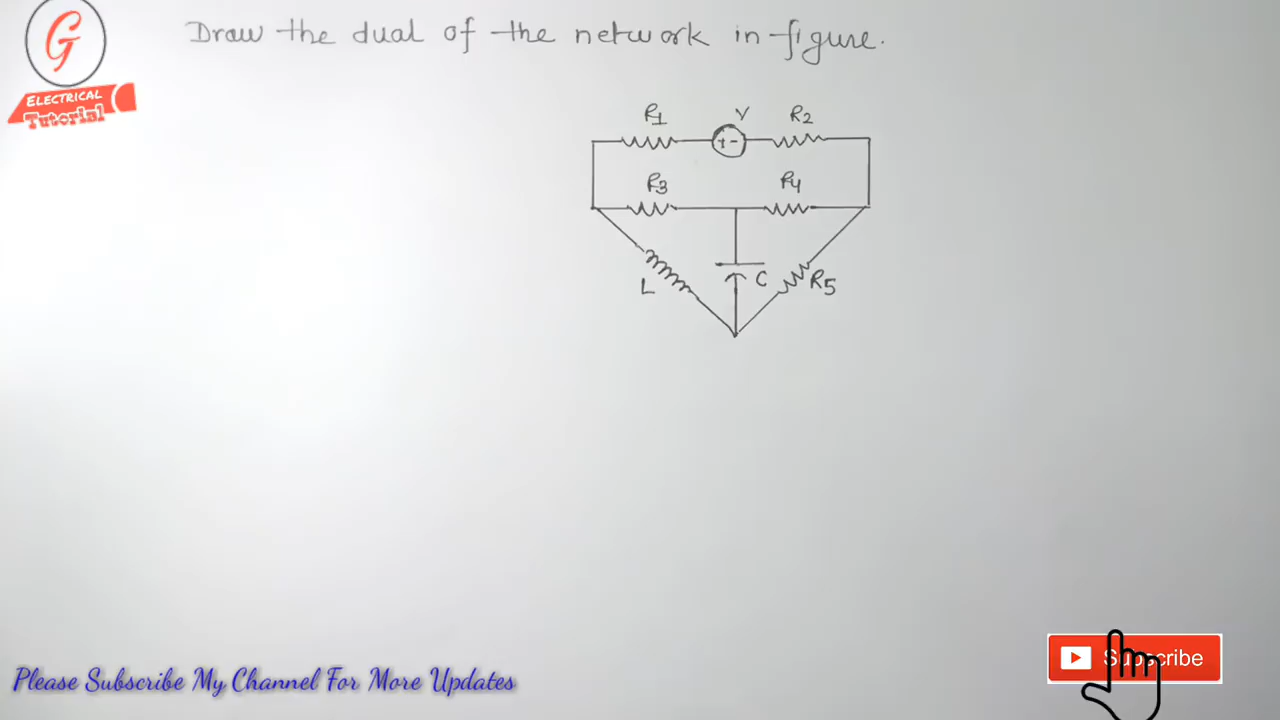 G
Draw the dual of the network in figure.
ELECTRICAL
Tutorial
R1 V R2
+ -
R3 R4
L C R5
Please Subscribe My Channel For More Updates
Subscribe